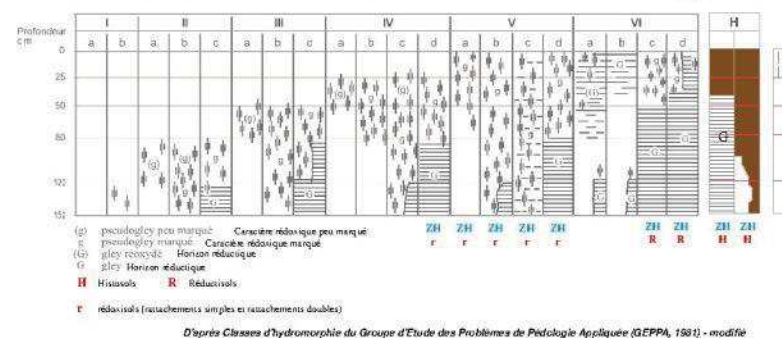 Profondeur
cm
I II III IV V VI H
a b a b c a b c a b c d a b c d a b c d
0
25
50
80
120
150
(g) (g) g g G (g) g g G (g) g (g) g G g g g g G (G) G g G g G G
ZH ZH ZH ZH ZH ZH ZH ZH ZH
r r r r r R R H H
(g) pseudogley peu marqué Caractère rédoxique peu marqué
g pseudogley marqué Caractère rédoxique marqué
(G) gley réoxydé Horizon réductique
G gley Horizon réductique
H Histosols R Réductisols
r rédoxisols (rattachements simples et rattachements doubles)
D'après Classes d'hydromorphie du Groupe d'Etude des Problèmes de Pédologie Appliquée (GEPPA, 1981) - modifié